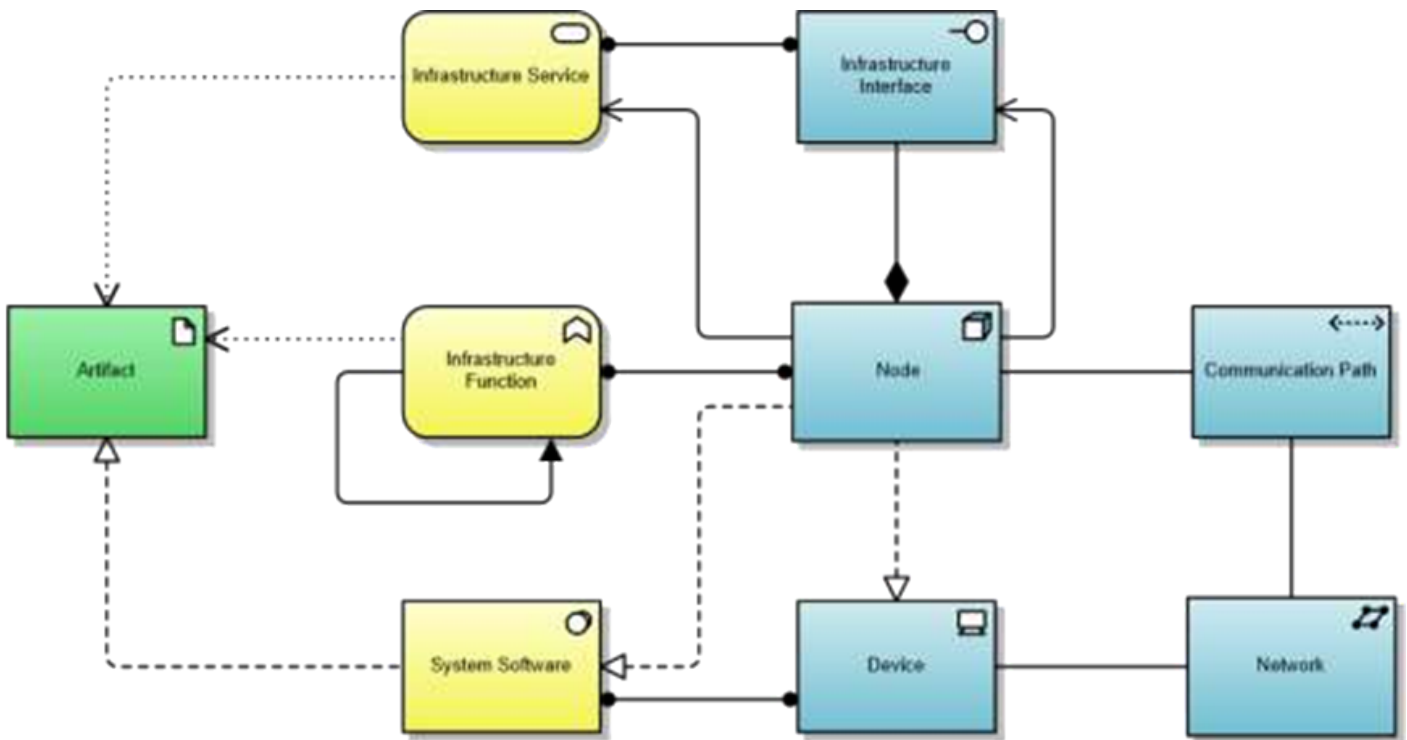 Infrastructure Service
Infrastructure
Interface
Artifact
Infrastructure
Function
Node
Communication Path
System Software
Device
Network